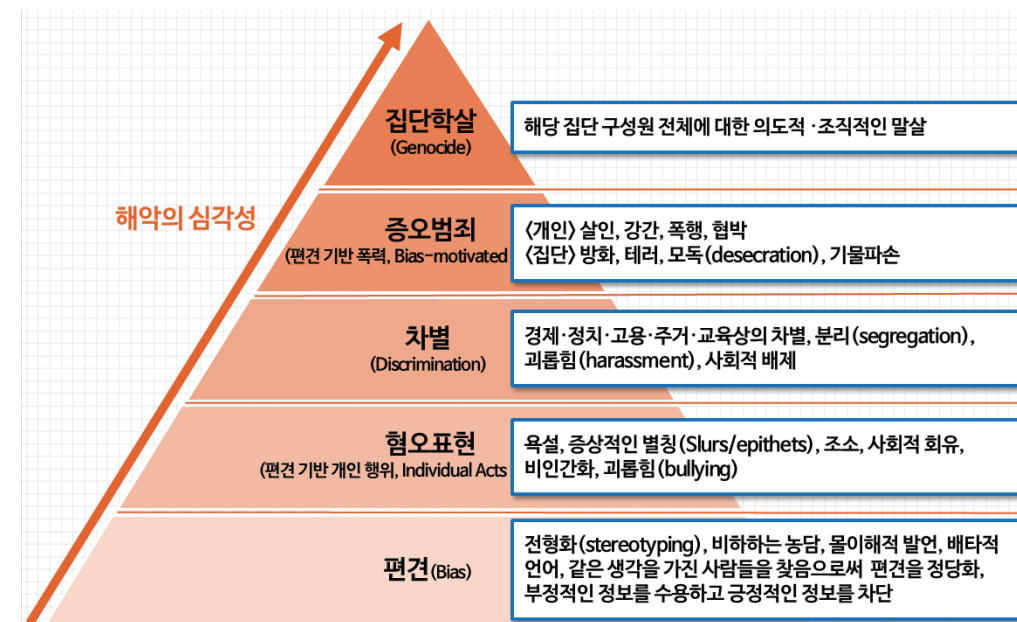 집단학살
(Genocide)
해당 집단 구성원 전체에 대한 의도적 ·조직적인 말살
해악의 심각성
증오범죄
(편견 기반 폭력, Bias-motivated
〈개인〉 살인, 강간, 폭행, 협박
〈집단〉 방화, 테러, 모독(desecration), 기물파손
차별
(Discrimination)
경제·정치·고용·주거·교육상의 차별, 분리(segregation),
괴롭힘(harassment), 사회적 배제
혐오표현
(편견 기반 개인 행위, Individual Acts
욕설, 증상적인 별칭(Slurs/epithets), 조소, 사회적 회유,
비인간화, 괴롭힘(bullying)
편견(Bias)
전형화(stereotyping), 비하하는 농담, 몰이해적 발언, 배타적
언어, 같은 생각을 가진 사람들을 찾음으로써 편견을 정당화,
부정적인 정보를 수용하고 긍정적인 정보를 차단